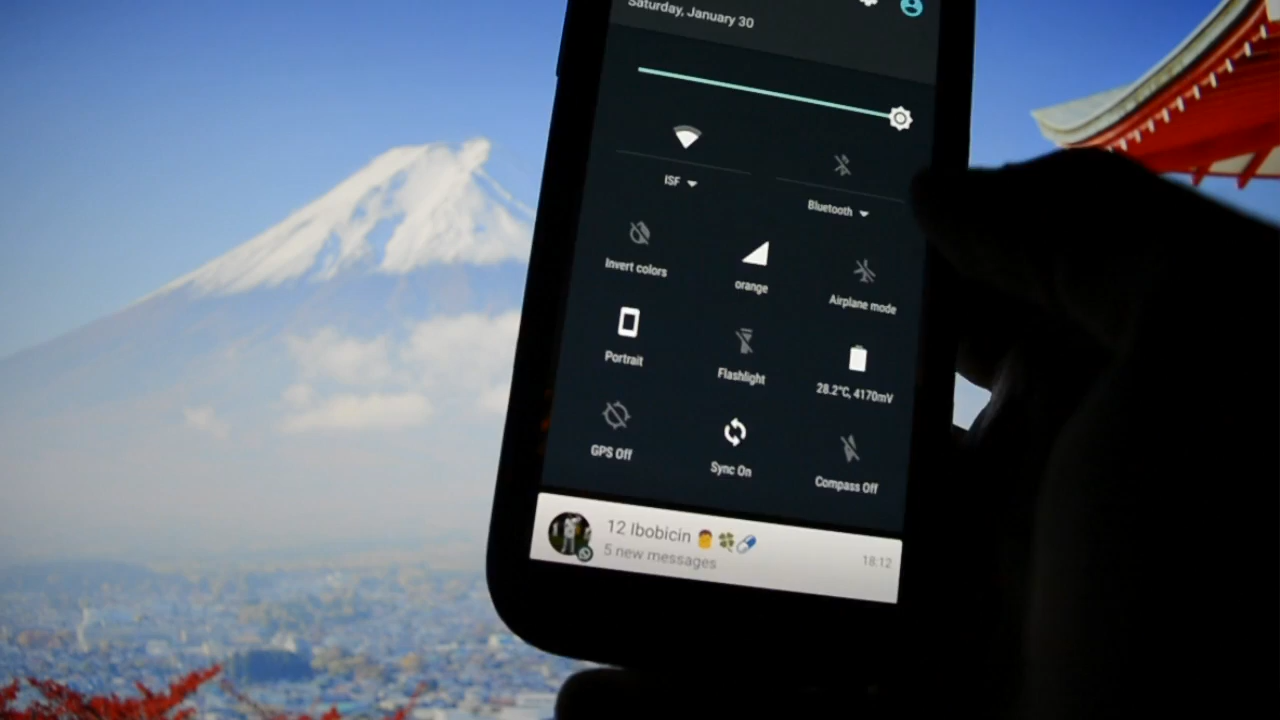 Saturday, January 30
ISF
Bluetooth
Invert colors
orange
Airplane mode
Portrait
Flashlight
28.2°C, 4170mV
GPS Off
Sync On
Compass Off
12 Ibobicin
5 new messages
18:12